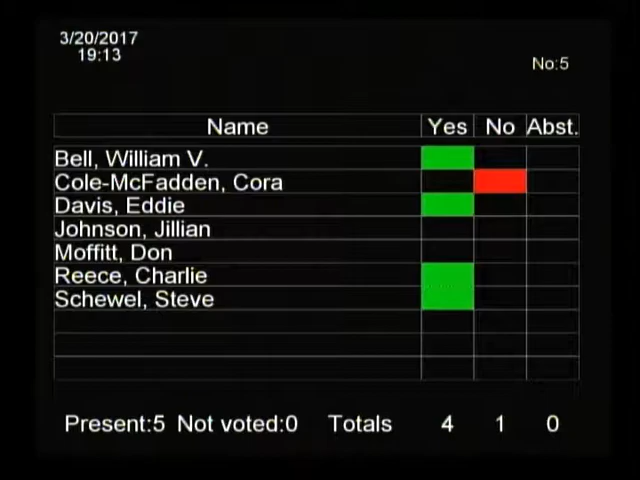 3/20/2017
19:13
No:5
Name Yes No Abst.
Bell, William V.
Cole-McFadden, Cora
Davis, Eddie
Johnson, Jillian
Moffitt, Don
Reece, Charlie
Schewel, Steve
Present:5 Not voted:0 Totals 4 1 0